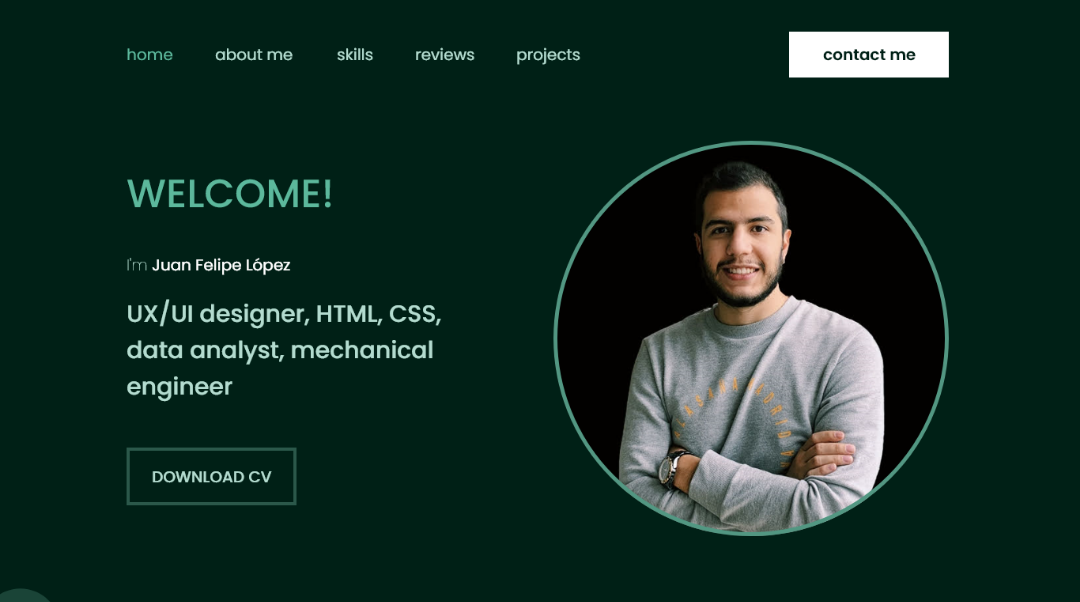 home about me skills reviews projects contact me
WELCOME!
I'm Juan Felipe López
UX/UI designer, HTML, CSS,
data analyst, mechanical
engineer
DOWNLOAD CV